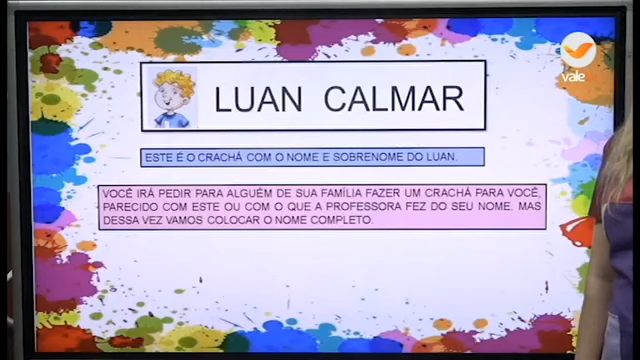 vale
LUAN CALMAR
ESTE É O CRACHÁ COM O NOME E SOBRENOME DO LUAN.
VOCÊ IRÁ PEDIR PARA ALGUÉM DE SUA FAMÍLIA FAZER UM CRACHÁ PARA VOCÊ,
PARECIDO COM ESTE OU COM O QUE A PROFESSORA FEZ DO SEU NOME. MAS
DESSA VEZ VAMOS COLOCAR O NOME COMPLETO.